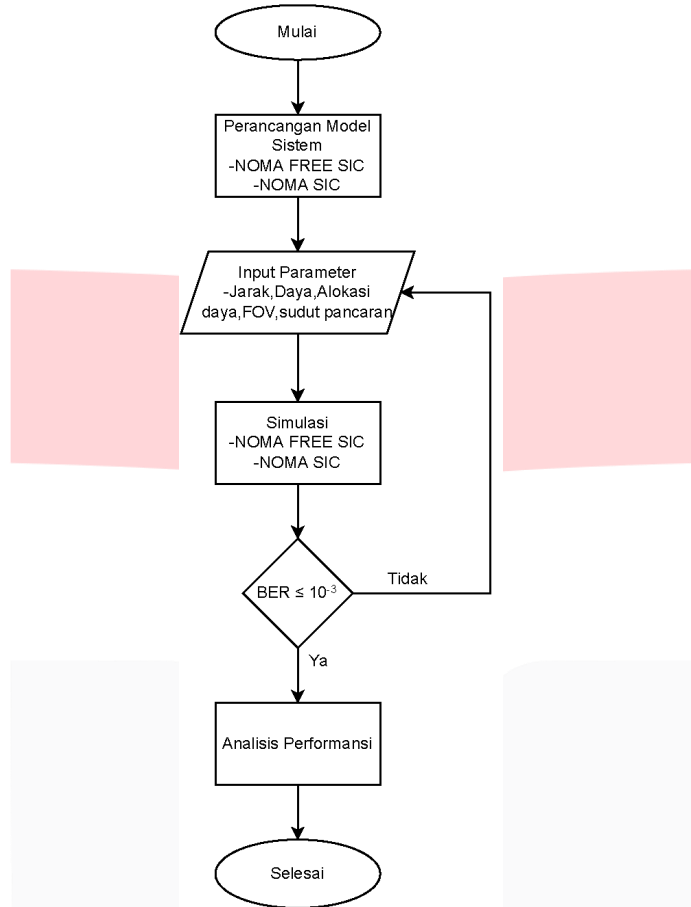 Mulai
Perancangan Model
Sistem
-NOMA FREE SIC
-NOMA SIC
Input Parameter
-Jarak,Daya,Alokasi
daya,FOV,sudut pancaran
Simulasi
-NOMA FREE SIC
-NOMA SIC
BER ≤ 10⁻³
Tidak
Ya
Analisis Performansi
Selesai